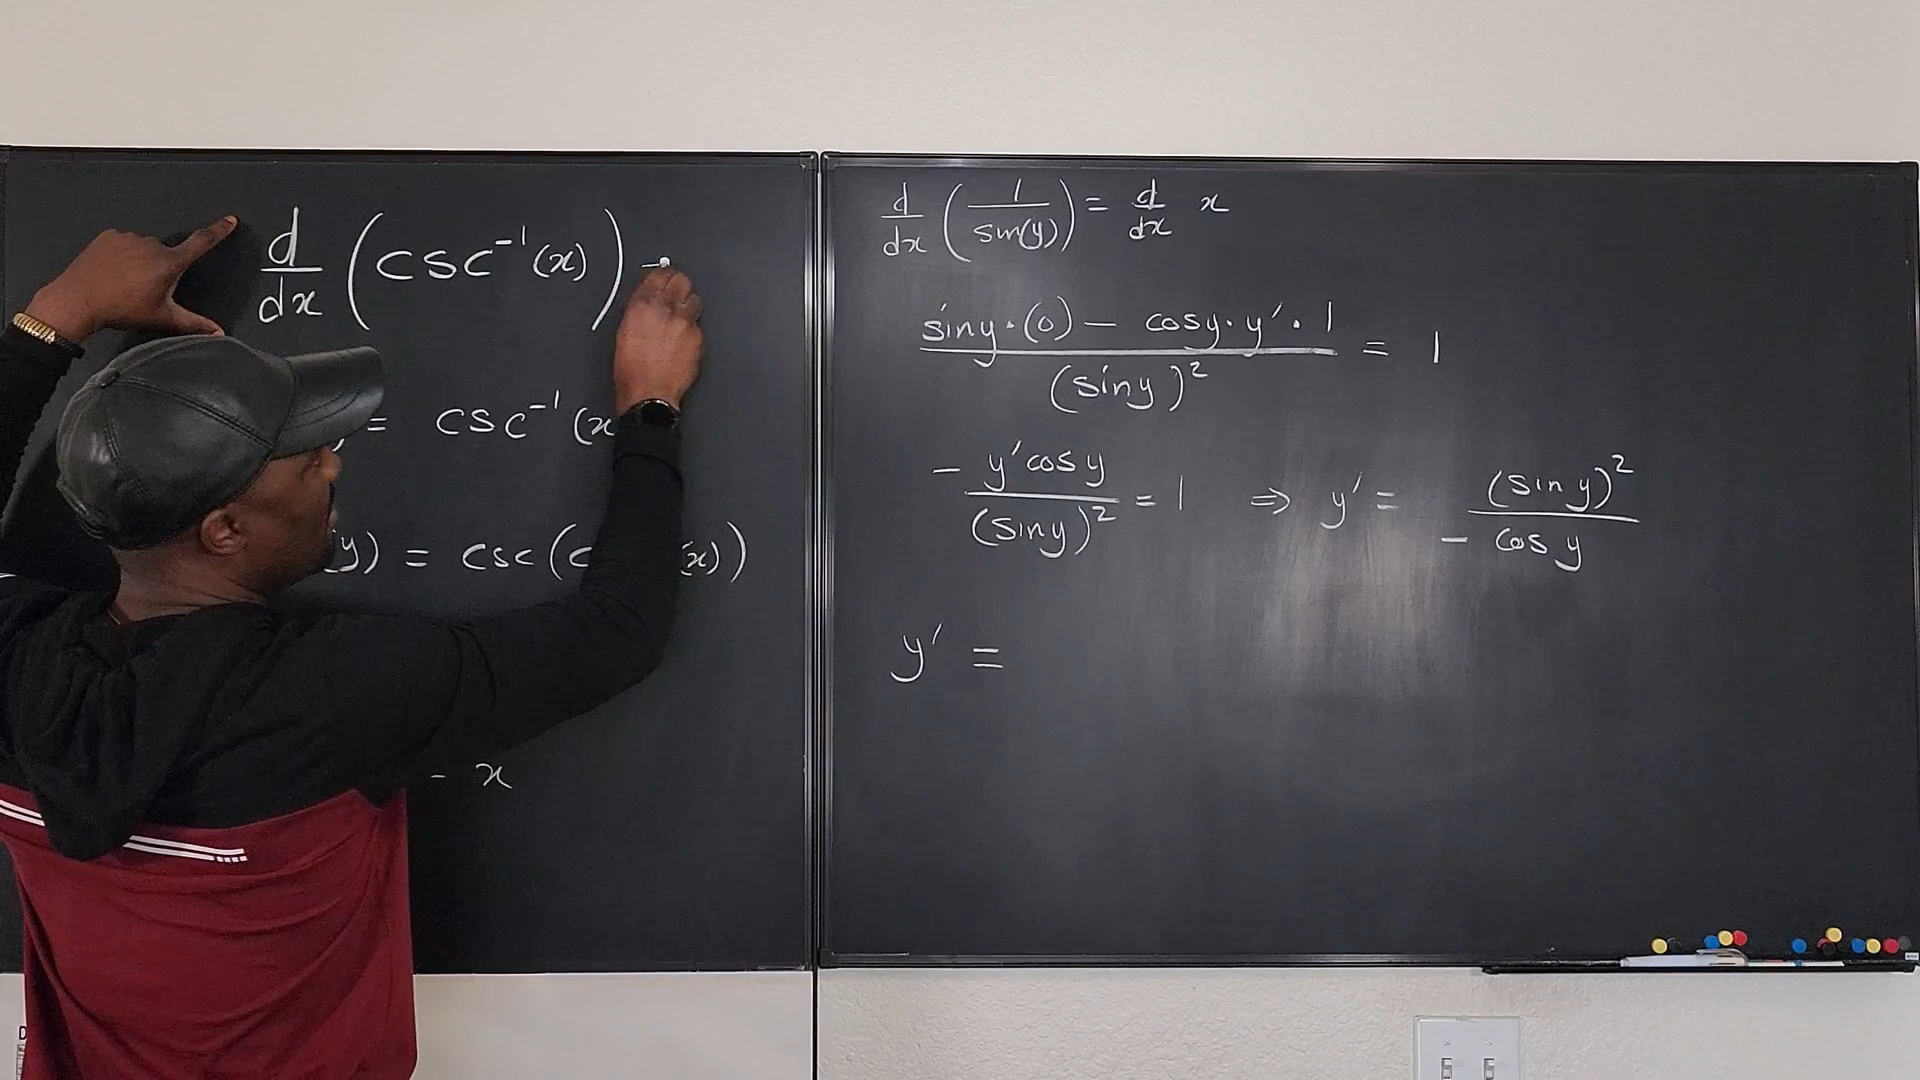 d/dx (csc⁻¹(x)) -
= csc⁻¹(x
y) = csc(c (x))
- x
d/dx (1/sin(y)) = d/dx x
siny·(0) – cosy·y′·1 / (siny)² = 1
- y′cosy/(siny)² = 1 ⇒ y′ = (siny)²/- cosy
y′ =